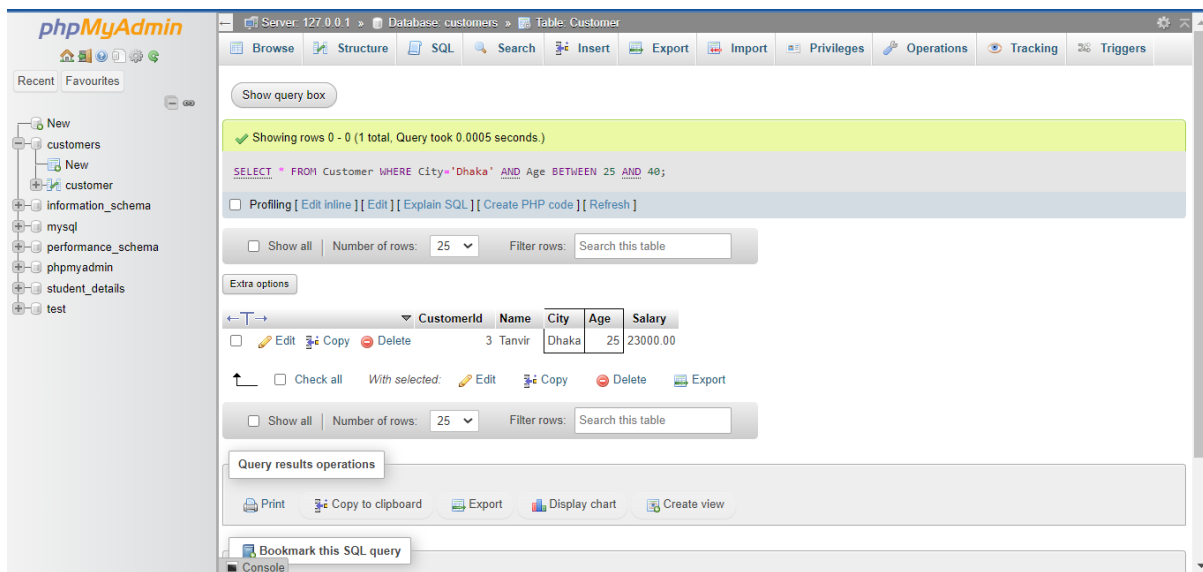 phpMyAdmin
Recent Favourites
New
customers
New
customer
information_schema
mysql
performance_schema
phpmyadmin
student_details
test
Server: 127.0.0.1 » Database: customers » Table: Customer
Browse Structure SQL Search Insert Export Import Privileges Operations Tracking Triggers
Show query box
Showing rows 0 - 0 (1 total, Query took 0.0005 seconds.)
SELECT * FROM Customer WHERE City='Dhaka' AND Age BETWEEN 25 AND 40;
Profiling [ Edit inline ] [ Edit ] [ Explain SQL ] [ Create PHP code ] [ Refresh ]
Show all Number of rows: 25 Filter rows: Search this table
Extra options
←T→ CustomerId Name City Age Salary
Edit Copy Delete 3 Tanvir Dhaka 25 23000.00
Check all With selected: Edit Copy Delete Export
Show all Number of rows: 25 Filter rows: Search this table
Query results operations
Print Copy to clipboard Export Display chart Create view
Bookmark this SQL query
Console